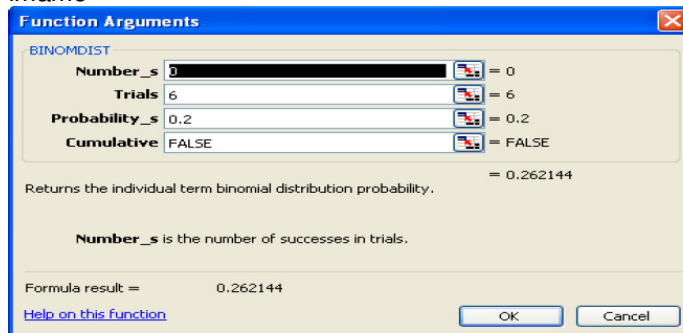 Function Arguments
BINOMDIST
Number_s 0 = 0
Trials 6 = 6
Probability_s 0.2 = 0.2
Cumulative FALSE = FALSE
= 0.262144
Returns the individual term binomial distribution probability.
Number_s is the number of successes in trials.
Formula result = 0.262144
Help on this function OK Cancel